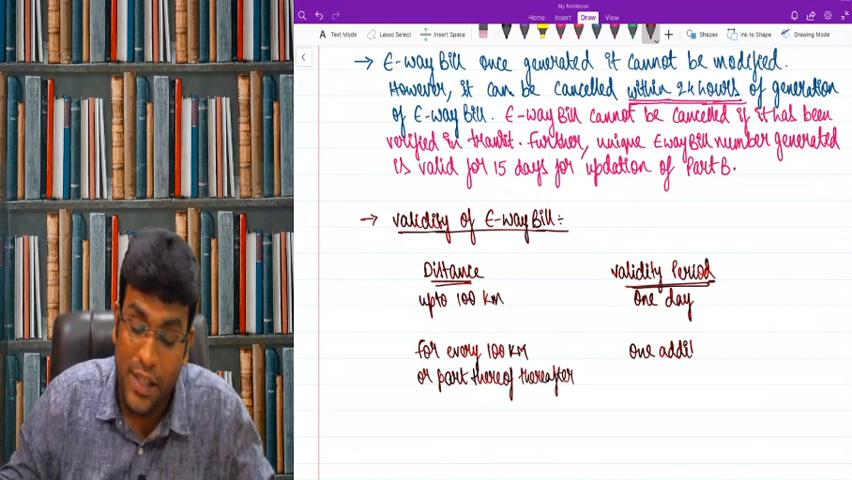 My Notebook
Home Insert Draw View
Text Mode Lasso Select Insert Space Shapes Ink to Shape Drawing Mode
→ E-way Bill once generated it cannot be modified.
However, it can be cancelled within 24 hours of generation
of E-way Bill. E-way Bill cannot be cancelled if it has been
verified in transit. Further, unique Eway Bill number generated
is valid for 15 days for updation of Part B.
→ Validity of E-way Bill :-
Distance Validity Period
upto 100 km One day
For every 100 KM One addit
or part thereof thereafter